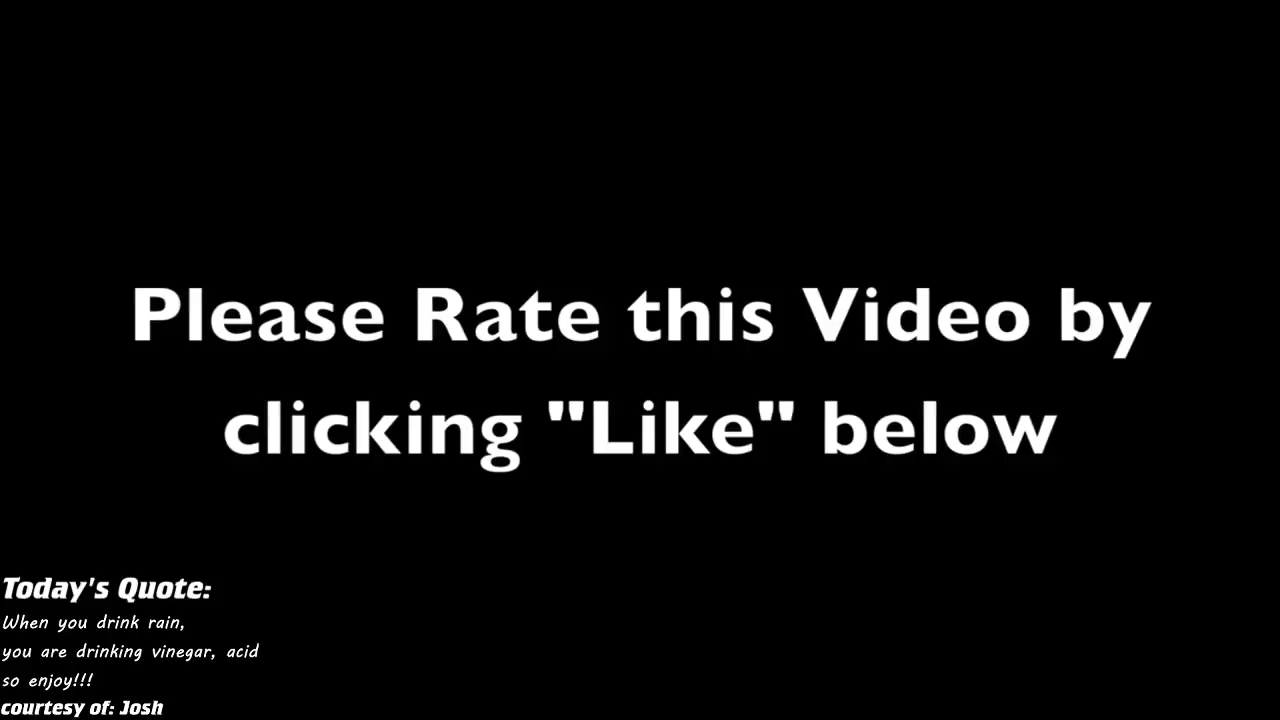 Please Rate this Video by
clicking "Like" below
Today's Quote:
When you drink rain,
you are drinking vinegar, acid
so enjoy!!!
courtesy of: Josh